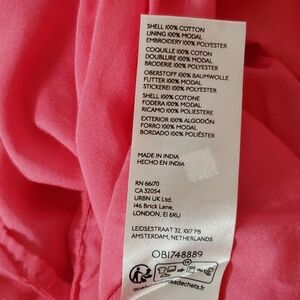 SHELL 100% COTTON
LINING 100% MODAL
EMBROIDERY 100% POLYESTER
COQUILLE 100% COTON
DOUBLURE 100% MODAL
BRODERIE 100% POLYESTER
OBERSTOFF 100% BAUMWOLLE
FUTTER 100% MODAL
STICKEREI 100% POLYESTER
SHELL 100% COTONE
FODERA 100% MODAL
RICAMO 100% POLIESTERE
EXTERIOR 100% ALGODÓN
FORRO 100% MODAL
BORDADO 100% POLIÉSTER
MADE IN INDIA
HECHO EN INDIA
RN 66170
CA 32054
URBN UK Ltd.
146 Brick Lane,
LONDON, E1 6RU
LEIDSESTRAAT 32, 1017 PB
AMSTERDAM, NETHERLANDS
OB1748889